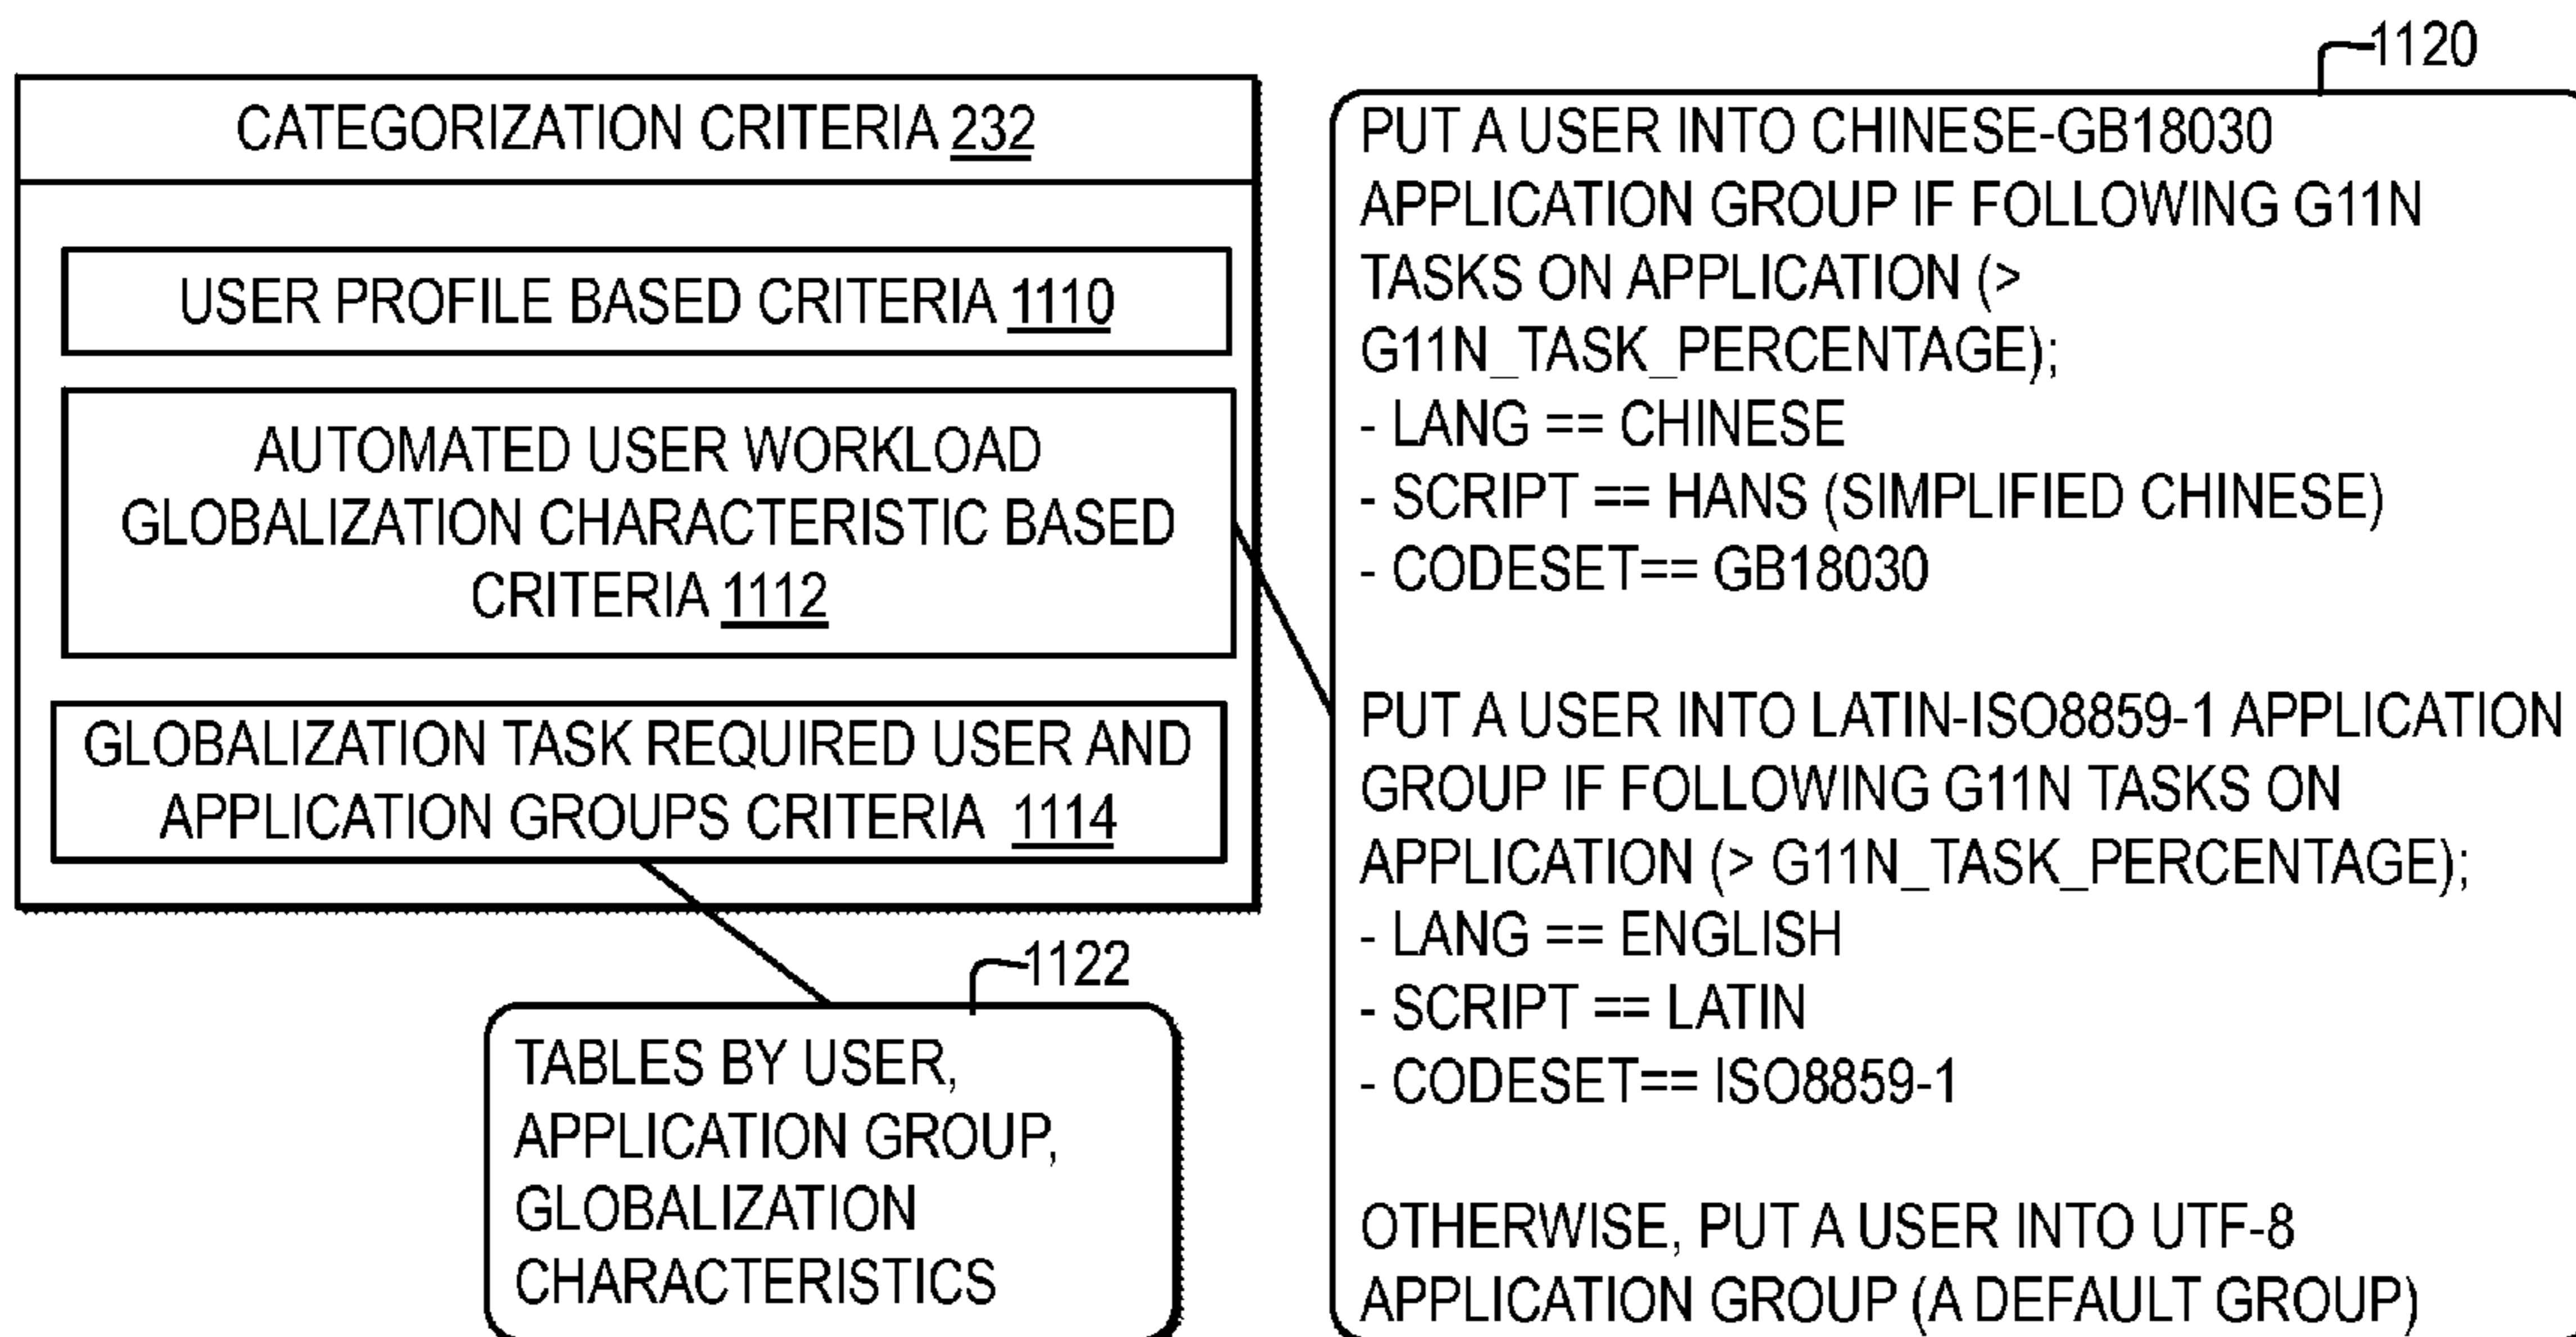 CATEGORIZATION CRITERIA 232
USER PROFILE BASED CRITERIA 1110
AUTOMATED USER WORKLOAD
GLOBALIZATION CHARACTERISTIC BASED
CRITERIA 1112
GLOBALIZATION TASK REQUIRED USER AND
APPLICATION GROUPS CRITERIA 1114
1122
TABLES BY USER,
APPLICATION GROUP,
GLOBALIZATION
CHARACTERISTICS
1120
PUT A USER INTO CHINESE-GB18030
APPLICATION GROUP IF FOLLOWING G11N
TASKS ON APPLICATION (>
G11N_TASK_PERCENTAGE);
- LANG == CHINESE
- SCRIPT == HANS (SIMPLIFIED CHINESE)
- CODESET== GB18030
PUT A USER INTO LATIN-ISO8859-1 APPLICATION
GROUP IF FOLLOWING G11N TASKS ON
APPLICATION (> G11N_TASK_PERCENTAGE);
- LANG == ENGLISH
- SCRIPT == LATIN
- CODESET== ISO8859-1
OTHERWISE, PUT A USER INTO UTF-8
APPLICATION GROUP (A DEFAULT GROUP)